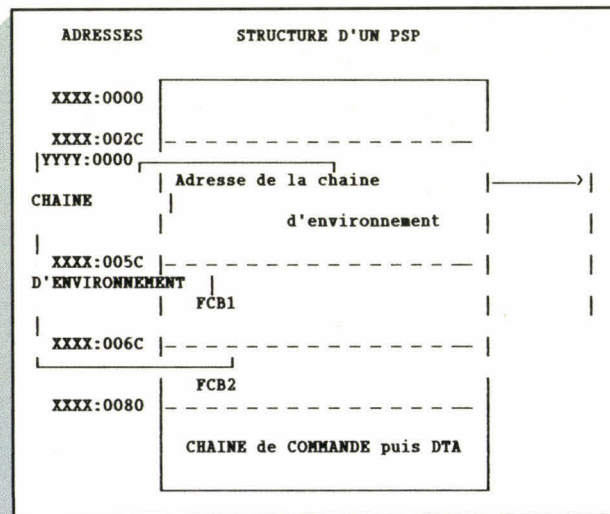 ADRESSES STRUCTURE D'UN PSP
XXXX:0000
XXXX:002C
YYYY:0000
Adresse de la chaine
CHAINE
d'environnement
XXXX:005C
D'ENVIRONNEMENT
FCB1
XXXX:006C
FCB2
XXXX:0080
CHAINE de COMMANDE puis DTA